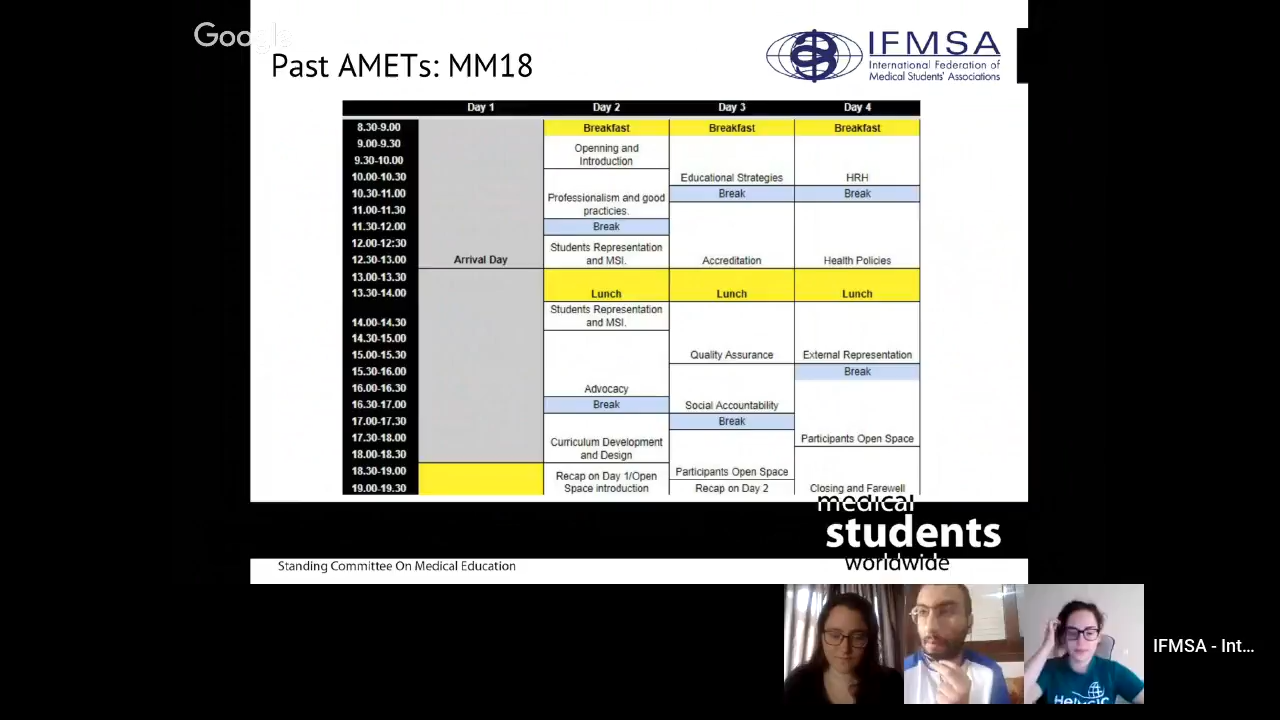 Google
Past AMETs: MM18
IFMSA
International Federation of
Medical Students' Associations
Day 1 Day 2 Day 3 Day 4
8.30-9.00 Breakfast Breakfast Breakfast
9.00-9.30
Openning and
9.30-10.00 Introduction
10.00-10.30 Educational Strategies HRH
10.30-11.00 Break Break
Professionalism and good
11.00-11.30 practicies.
11.30-12.00 Break
12.00-12:30 Students Representation
12.30-13.00 Arrival Day and MSI. Accreditation Health Policies
13.00-13.30
13.30-14.00 Lunch Lunch Lunch
Students Representation
14.00-14.30 and MSI.
14.30-15.00
15.00-15.30 Quality Assurance External Representation
15.30-16.00 Break
16.00-16.30 Advocacy
16.30-17.00 Break Social Accountability
17.00-17.30 Break
17.30-18.00 Curriculum Development Participants Open Space
18.00-18.30 and Design
18.30-19.00 Recap on Day 1/Open Participants Open Space
19.00-19.30 Space introduction Recap on Day 2 Closing and Farewell
medical
students
worldwide
Standing Committee On Medical Education
IFMSA - Int...